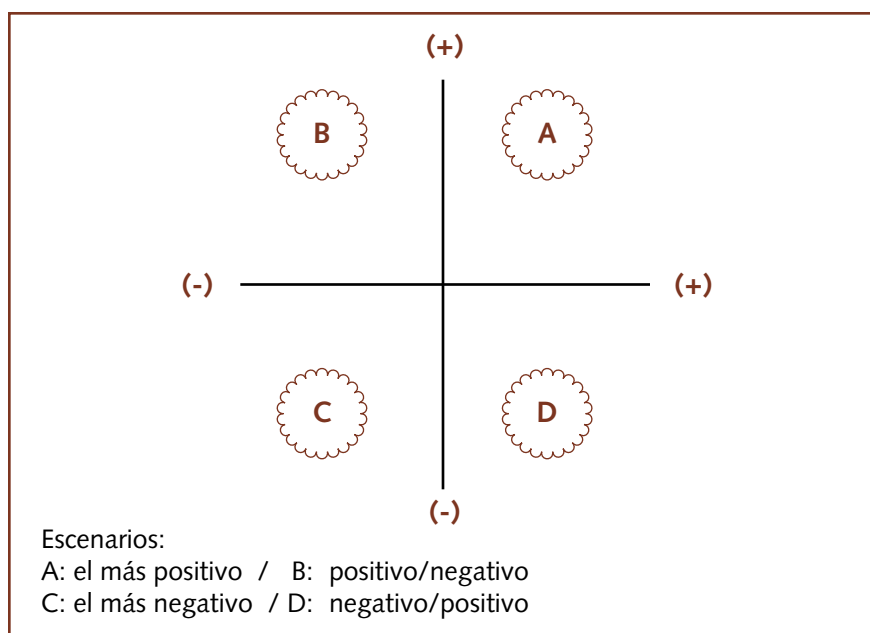 (+)
B
A
(-)
(+)
C
D
(-)
Escenarios:
A: el más positivo / B: positivo/negativo
C: el más negativo / D: negativo/positivo